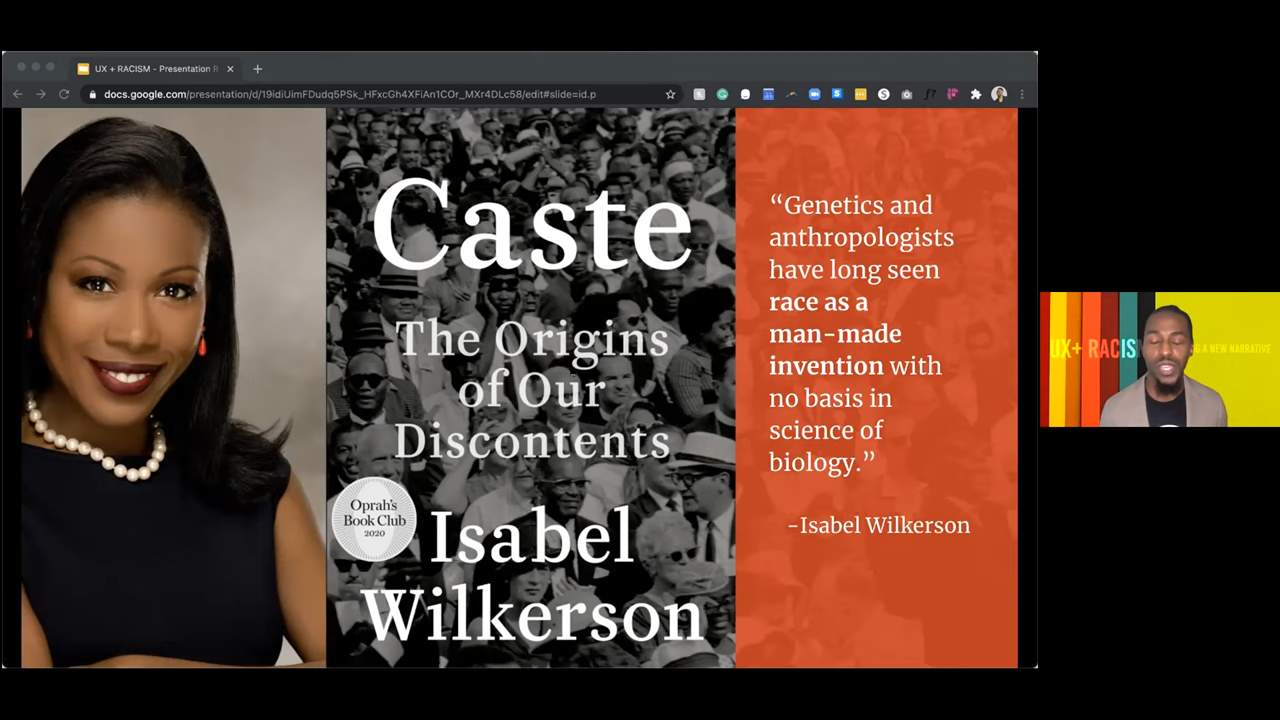 UX + RACISM - Presentation R
docs.google.com/presentation/d/19idiUimFDudq5PSk_HFxcGh4XFiAn1COr_MXr4DLc58/edit#slide=id.p
Caste
The Origins
of Our
Discontents
Oprah's
Book Club
2020
Isabel
Wilkerson
“Genetics and
anthropologists
have long seen
race as a
man-made
invention with
no basis in
science of
biology.”
-Isabel Wilkerson
UX+ RACIS
G A NEW NARRATIVE